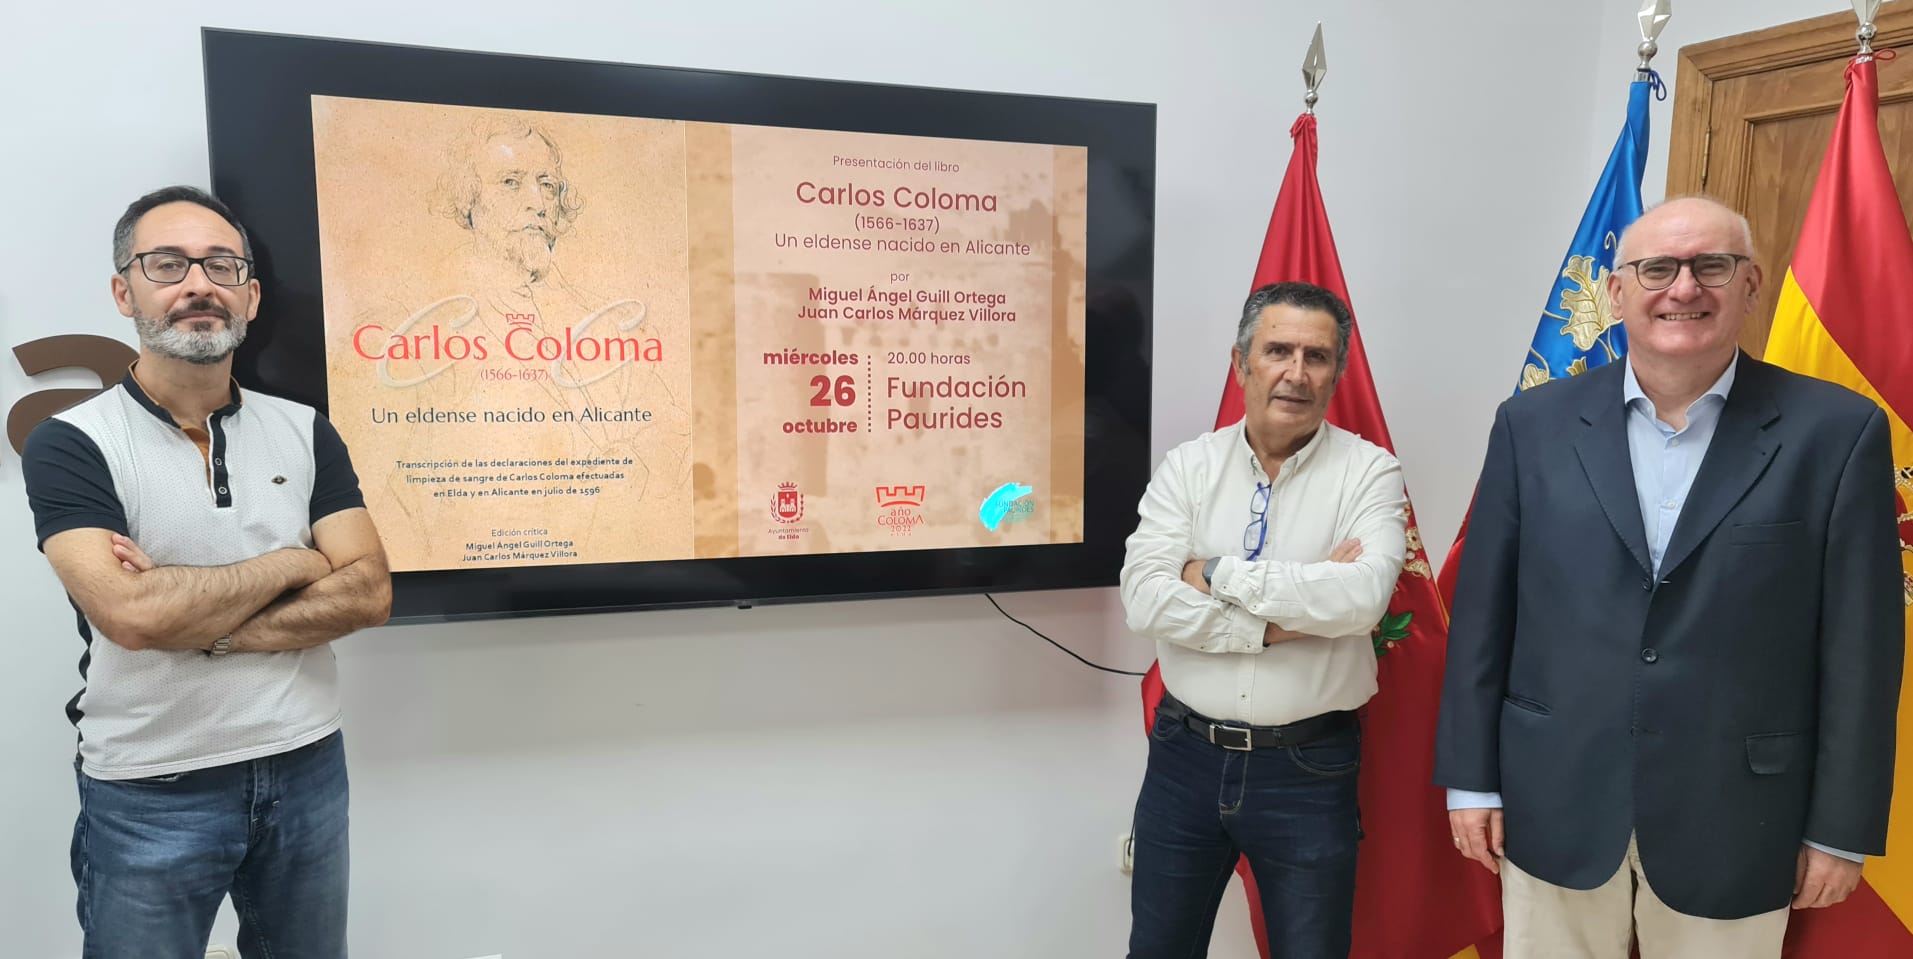 a
Carlos Coloma
(1566-1637)
Un eldense nacido en Alicante
Transcripción de las declaraciones del expediente de
limpieza de sangre de Carlos Coloma efectuadas
en Elda y en Alicante en julio de 1596
Edición crítica
Miguel Ángel Guill Ortega
Juan Carlos Márquez Villora
Presentación del libro
Carlos Coloma
(1566-1637)
Un eldense nacido en Alicante
por
Miguel Ángel Guill Ortega
Juan Carlos Márquez Villora
miércoles
26
octubre
20.00 horas
Fundación
Paurides
Ayuntamiento
de Elda
año
COLOMA
2022
FUNDACIÓN
PAURIDES